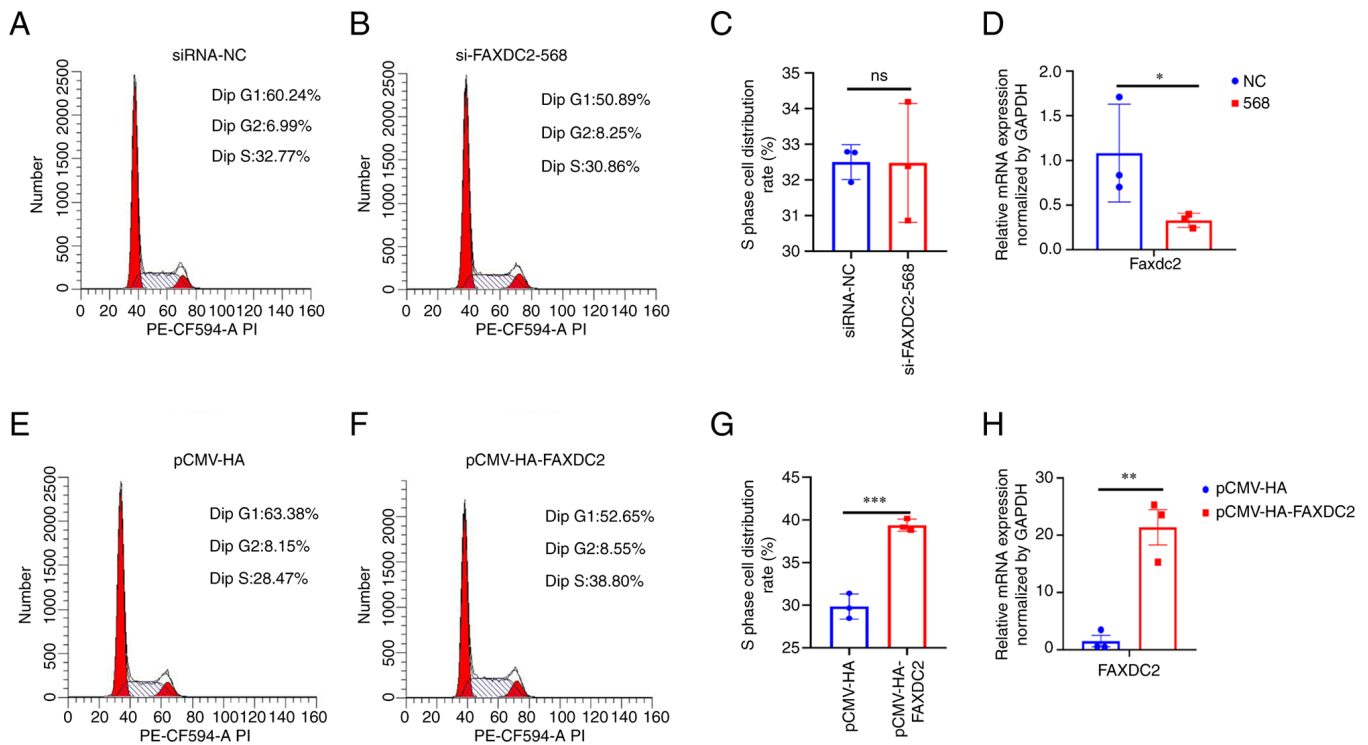 A
siRNA-NC
Dip G1:60.24%
Dip G2:6.99%
Dip S:32.77%
Number
0 500 1000 1500 2000 2500
0 20 40 60 80 100 120 140 160
PE-CF594-A PI
B
si-FAXDC2-568
Dip G1:50.89%
Dip G2:8.25%
Dip S:30.86%
Number
0 500 1000 1500 2000 2500
0 20 40 60 80 100 120 140 160
PE-CF594-A PI
C
S phase cell distribution
rate (%)
35
34
33
32
31
30
ns
siRNA-NC
si-FAXDC2-568
D
Relative mRNA expression
normalized by GAPDH
2.0
1.5
1.0
0.5
0.0
*
Faxdc2
NC
568
E
pCMV-HA
Dip G1:63.38%
Dip G2:8.15%
Dip S:28.47%
Number
0 500 1000 1500 2000 2500
0 20 40 60 80 100 120 140 160
PE-CF594-A PI
F
pCMV-HA-FAXDC2
Dip G1:52.65%
Dip G2:8.55%
Dip S:38.80%
Number
0 500 1000 1500 2000 2500
0 20 40 60 80 100 120 140 160
PE-CF594-A PI
G
S phase cell distribution
rate (%)
45
40
35
30
25
***
pCMV-HA
pCMV-HA-
FAXDC2
H
Relative mRNA expression
normalized by GAPDH
30
20
10
0
**
FAXDC2
pCMV-HA
pCMV-HA-FAXDC2